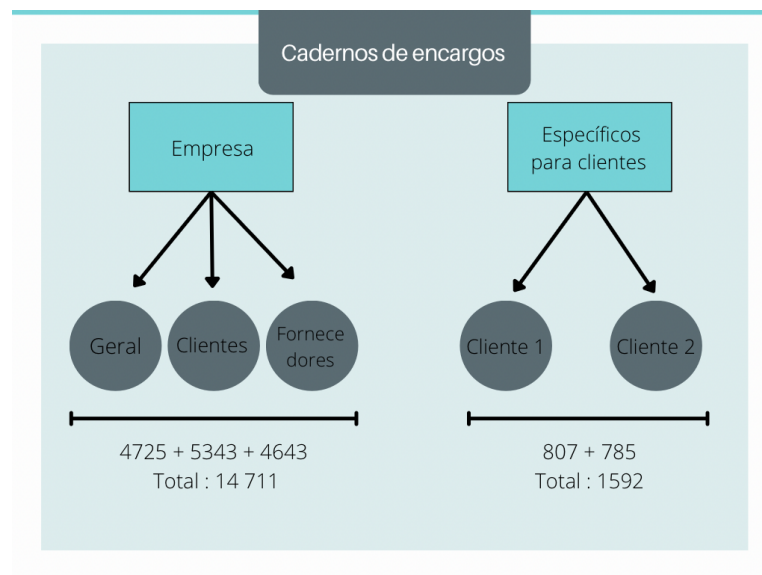 Cadernos de encargos
Empresa
Específicos
para clientes
Geral
Clientes
Fornece
dores
Cliente 1
Cliente 2
4725 + 5343 + 4643
Total : 14 711
807 + 785
Total : 1592